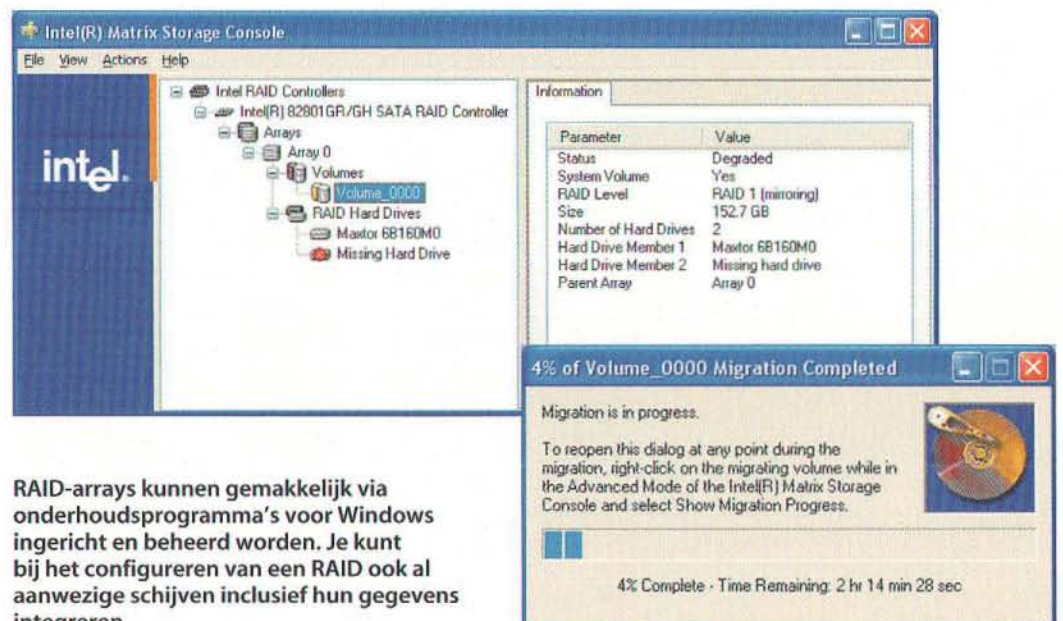 Intel(R) Matrix Storage Console
File View Actions Help
intel.
Intel RAID Controllers
Intel(R) 82801GR/GH SATA RAID Controller
Arrays
Array 0
Volumes
Volume_0000
RAID Hard Drives
Maxtor 6B160M0
Missing Hard Drive
Information
Parameter Value
Status Degraded
System Volume Yes
RAID Level RAID 1 (mirroring)
Size 152.7 GB
Number of Hard Drives 2
Hard Drive Member 1 Maxtor 6B160M0
Hard Drive Member 2 Missing hard drive
Parent Array Array 0
4% of Volume_0000 Migration Completed
Migration is in progress.
To reopen this dialog at any point during the
migration, right-click on the migrating volume while in
the Advanced Mode of the Intel(R) Matrix Storage
Console and select Show Migration Progress.
4% Complete - Time Remaining: 2 hr 14 min 28 sec
RAID-arrays kunnen gemakkelijk via
onderhoudsprogramma's voor Windows
ingericht en beheerd worden. Je kunt
bij het configureren van een RAID ook al
aanwezige schijven inclusief hun gegevens
integreren